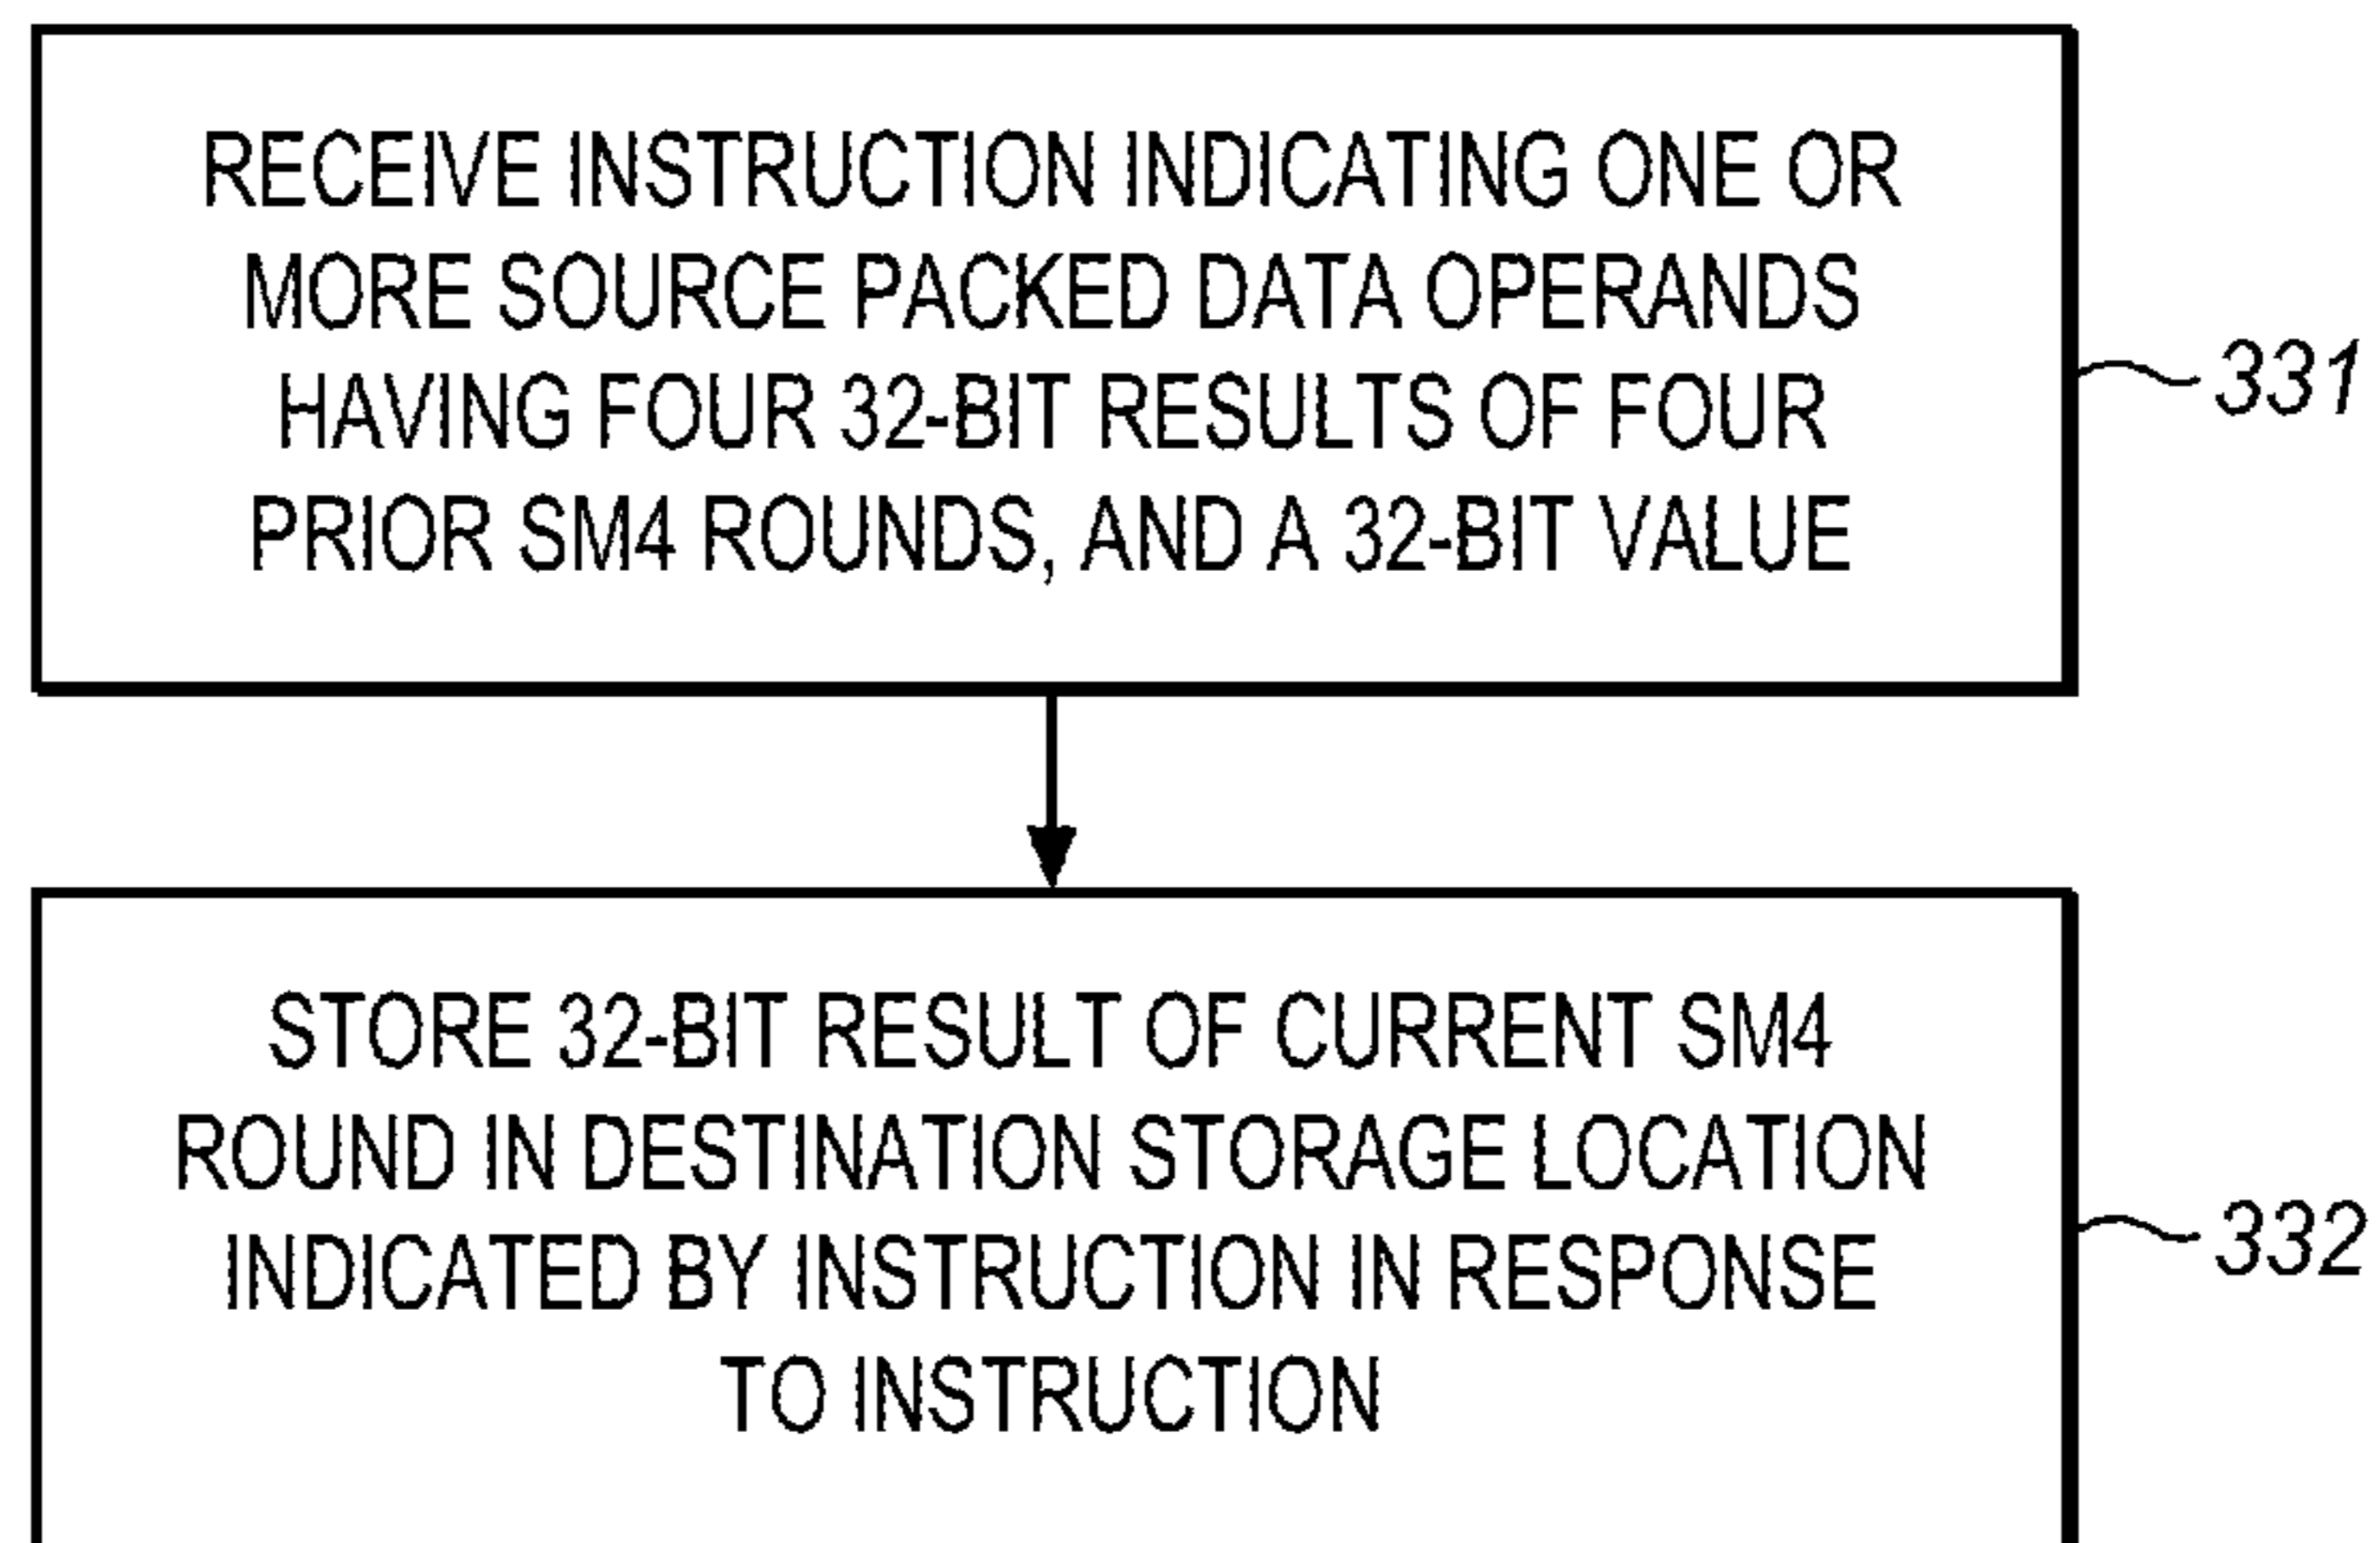 RECEIVE INSTRUCTION INDICATING ONE OR
MORE SOURCE PACKED DATA OPERANDS
HAVING FOUR 32-BIT RESULTS OF FOUR
PRIOR SM4 ROUNDS, AND A 32-BIT VALUE
331
STORE 32-BIT RESULT OF CURRENT SM4
ROUND IN DESTINATION STORAGE LOCATION
INDICATED BY INSTRUCTION IN RESPONSE
TO INSTRUCTION
332